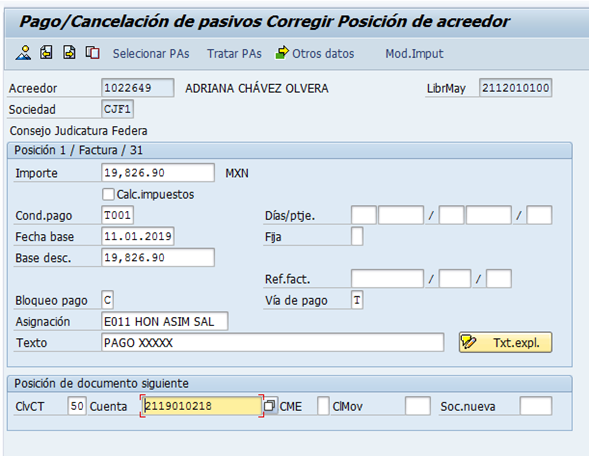 Pago/Cancelación de pasivos Corregir Posición de acreedor
Selecionar PAs Tratar PAs Otros datos Mod.Imput
Acreedor 1022649 ADRIANA CHÁVEZ OLVERA LibrMay 2112010100
Sociedad CJF1
Consejo Judicatura Federa
Posición 1 / Factura / 31
Importe 19,826.90 MXN
Calc.impuestos
Cond.pago T001 Días/ptje. / /
Fecha base 11.01.2019 Fija
Base desc. 19,826.90
Ref.fact. / /
Bloqueo pago C Vía de pago T
Asignación E011 HON ASIM SAL
Texto PAGO XXXXX Txt.expl.
Posición de documento siguiente
ClvCT 50 Cuenta 2119010218 CME ClMov Soc.nueva